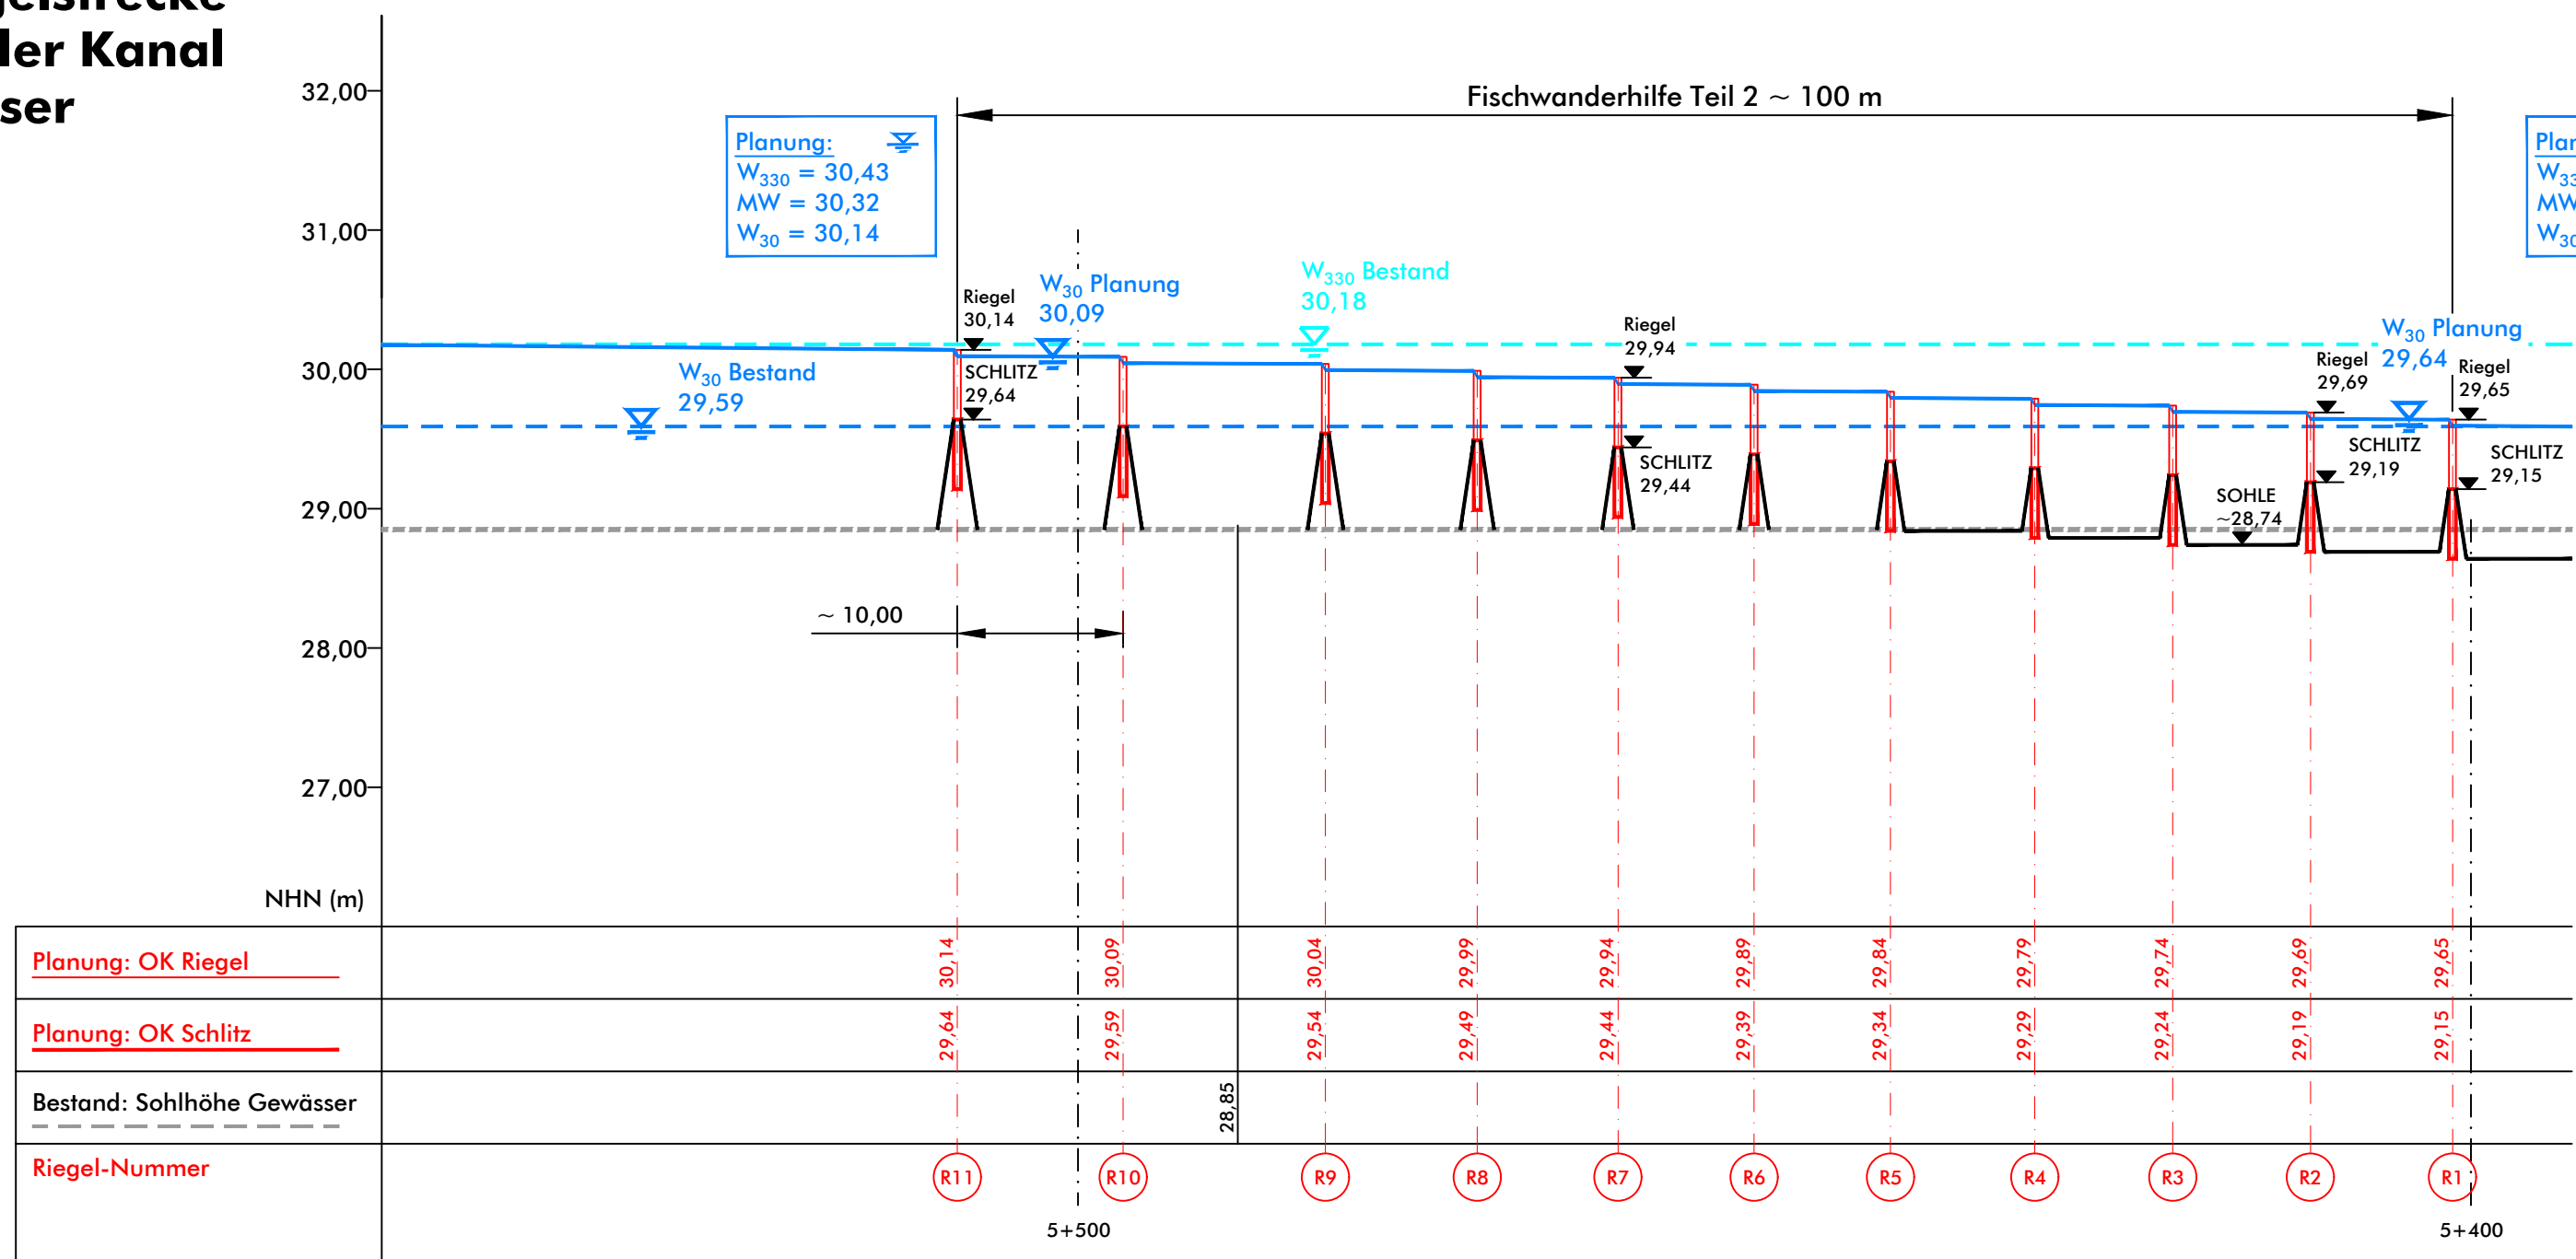 ler Kanal
ser
32,00
31,00
30,00
29,00
28,00
27,00
NHN (m)
Fischwanderhilfe Teil 2 ~ 100 m
Planung:
W330 = 30,43
MW = 30,32
W30 = 30,14
Plan
W33
MW
W30
W30 Planung
30,09
W330 Bestand
30,18
Riegel
30,14
SCHLITZ
29,64
W30 Bestand
29,59
Riegel
29,94
SCHLITZ
29,44
W30 Planung
29,64
Riegel
29,69
Riegel
29,65
SCHLITZ
29,19
SCHLITZ
29,15
SOHLE
~28,74
~ 10,00
Planung: OK Riegel
30,14 30,09 30,04 29,99 29,94 29,89 29,84 29,79 29,74 29,69 29,65
Planung: OK Schlitz
29,64 29,59 29,54 29,49 29,44 29,39 29,34 29,29 29,24 29,19 29,15
Bestand: Sohlhöhe Gewässer
28,85
Riegel-Nummer
R11 R10 R9 R8 R7 R6 R5 R4 R3 R2 R1
5+500 5+400